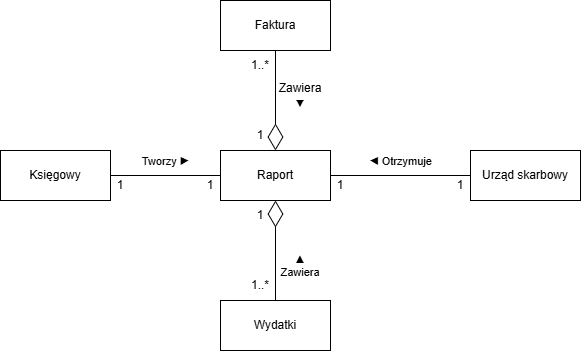 Faktura
1..*
Zawiera ▼
1
Księgowy
Tworzy ►
1
1
Raport
◄ Otrzymuje
1
1
Urząd skarbowy
1
▲
Zawiera
1..*
Wydatki